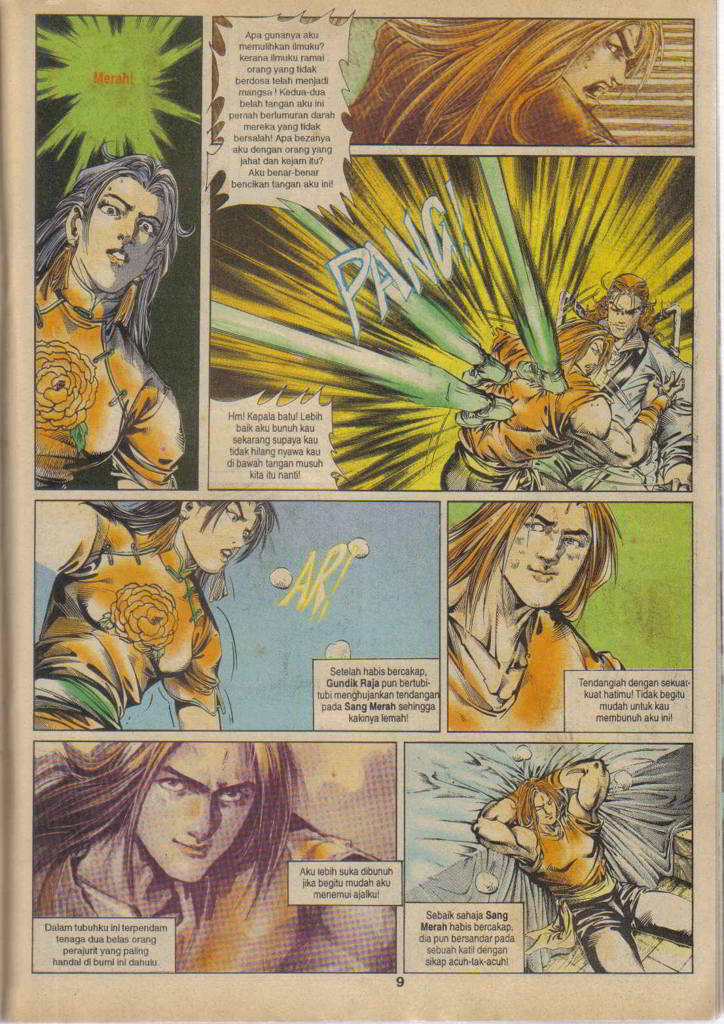 Merah!
Apa gunanya aku
memulihkan ilmuku?
kerana ilmuku ramai
orang yang tidak
berdosa telah menjadi
mangsa ! Kedua-dua
belah tangan aku ini
pernah berlumuran darah
mereka yang tidak
bersalah! Apa bezanya
aku dengan orang yang
jahat dan kejam itu?
Aku benar-benar
bencikan tangan aku ini!
PANG!
Hm! Kepala batu! Lebih
baik aku bunuh kau
sekarang supaya kau
tidak hilang nyawa kau
di bawah tangan musuh
kita itu nanti!
AR!
Setelah habis bercakap,
Gundik Raja pun bertubi-
tubi menghujankan tendangan
pada Sang Merah sehingga
kakinya lemah!
Tendanglah dengan sekuat-
kuat hatimu! Tidak begitu
mudah untuk kau
membunuh aku ini!
Aku lebih suka dibunuh
jika begitu mudah aku
menemui ajalku!
Dalam tubuhku ini terpendam
tenaga dua belas orang
perajurit yang paling
handal di bumi ini dahulu.
Sebaik sahaja Sang
Merah habis bercakap,
dia pun bersandar pada
sebuah katil dengan
sikap acuh-tak-acuh!
9